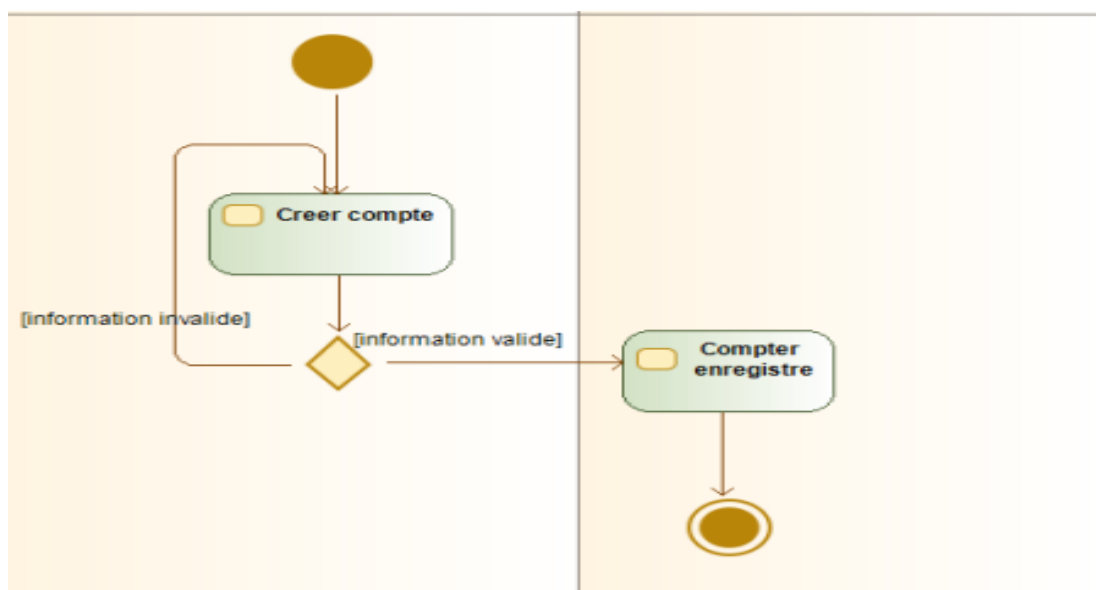 Creer compte
[information invalide]
[information valide]
Compter
enregistre